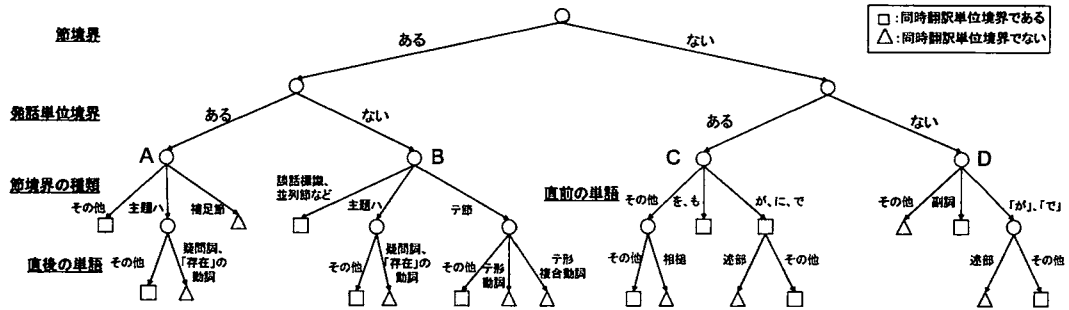 □：同時翻訳単位境界である
△：同時翻訳単位境界でない
節境界
ある
ない
発話単位境界
ある
ない
ある
ない
A
B
C
D
節境界の種類
その他
主題ハ
補足節
談話標識、
並列節など
主題ハ
テ節
直前の単語
その他
を、も
が、に、で
その他
副詞
「が」、「で」
直後の単語
その他
疑問詞、
「存在」の
動詞
その他
疑問詞、
「存在」の
動詞
その他
テ形
動詞
テ形
複合動詞
その他
相槌
述部
その他
述部
その他